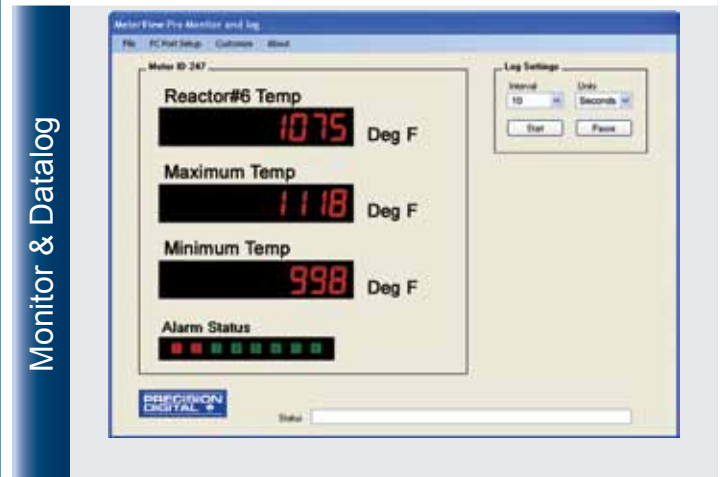 Monitor & Datalog
MeterView Pro Monitor and log
File PC Port Setup Customize About
Meter ID 247
Reactor#6 Temp
1075 Deg F
Maximum Temp
1118 Deg F
Minimum Temp
998 Deg F
Alarm Status
Log Settings
Interval Units
10 Seconds
Start Pause
PRECISION
DIGITAL
Status